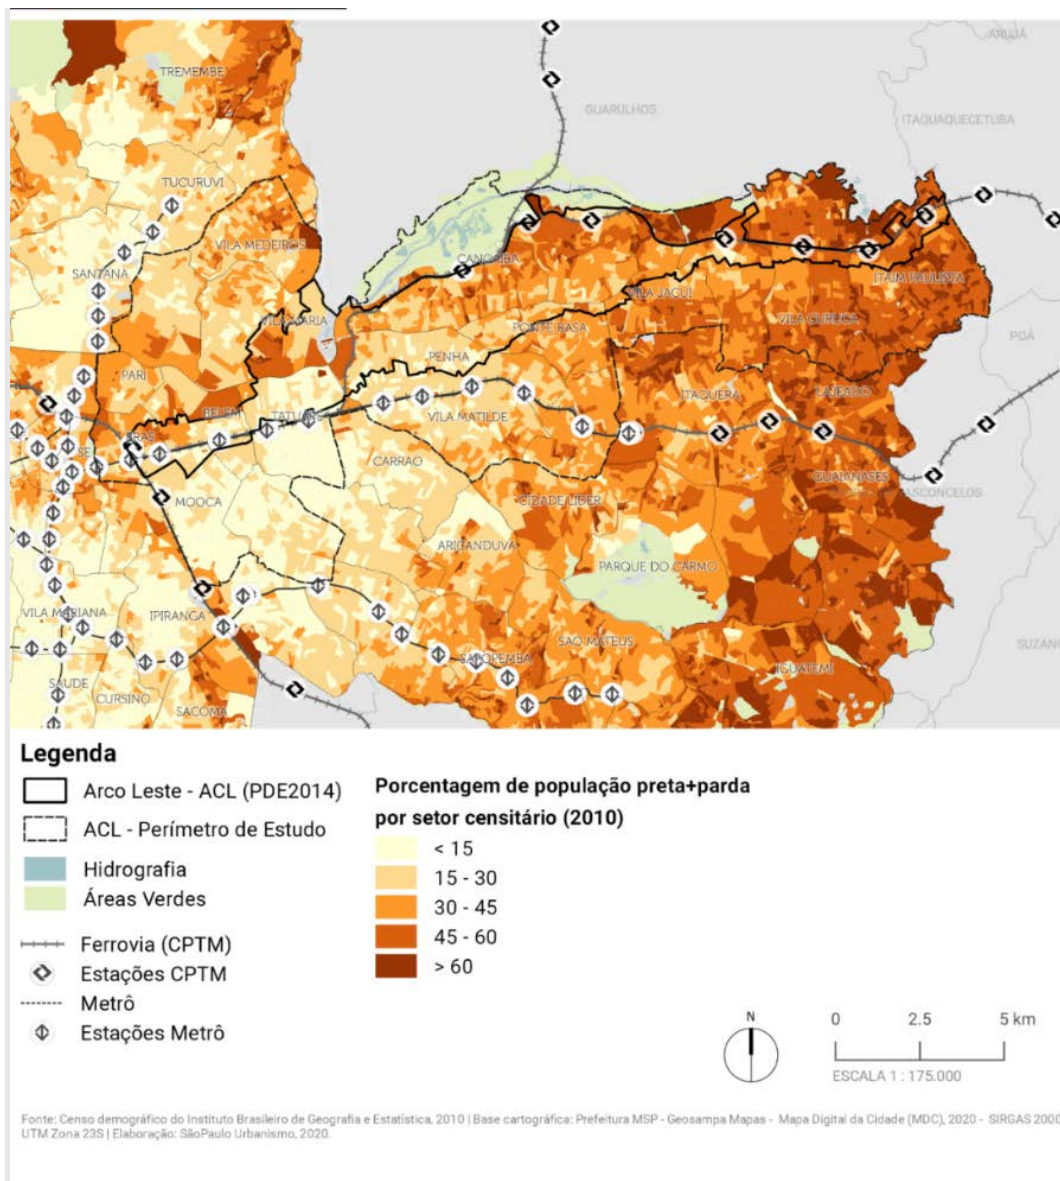 ARUJÁ
TREMEMBE
GUARULHOS
ITAQUAQUECETUBA
TUCURUVI
VILA MEDEIROS
SANTANA
CANGAIBA
ITAIM PAULISTA
VILA JACUI
VILA MARIA
VILA CURUCA
PONTE RASA
POÁ
PENHA
PARI
ITAQUERA
LAJEADO
BELEM
TATUAPE
VILA MATILDE
BRAS
SE
CARRAO
GUAIANASES
MOOCA
CIDADE LIDER
VASCONCELOS
ARICANDUVA
PARQUE DO CARMO
VILA MARIANA
IPIRANGA
SAO MATEUS
SUZANO
SAPOPEMBA
IGUATEMI
SAUDE
CURSINO
SACOMA
Legenda
Arco Leste - ACL (PDE2014)
ACL - Perímetro de Estudo
Hidrografia
Áreas Verdes
Ferrovia (CPTM)
Estações CPTM
Metrô
Estações Metrô
Porcentagem de população preta+parda
por setor censitário (2010)
< 15
15 - 30
30 - 45
45 - 60
> 60
N
0 2.5 5 km
ESCALA 1 : 175.000
Fonte: Censo demográfico do Instituto Brasileiro de Geografia e Estatística, 2010 | Base cartográfica: Prefeitura MSP - Geosampa Mapas - Mapa Digital da Cidade (MDC), 2020 - SIRGAS 2000
UTM Zona 23S | Elaboração: SãoPaulo Urbanismo, 2020.